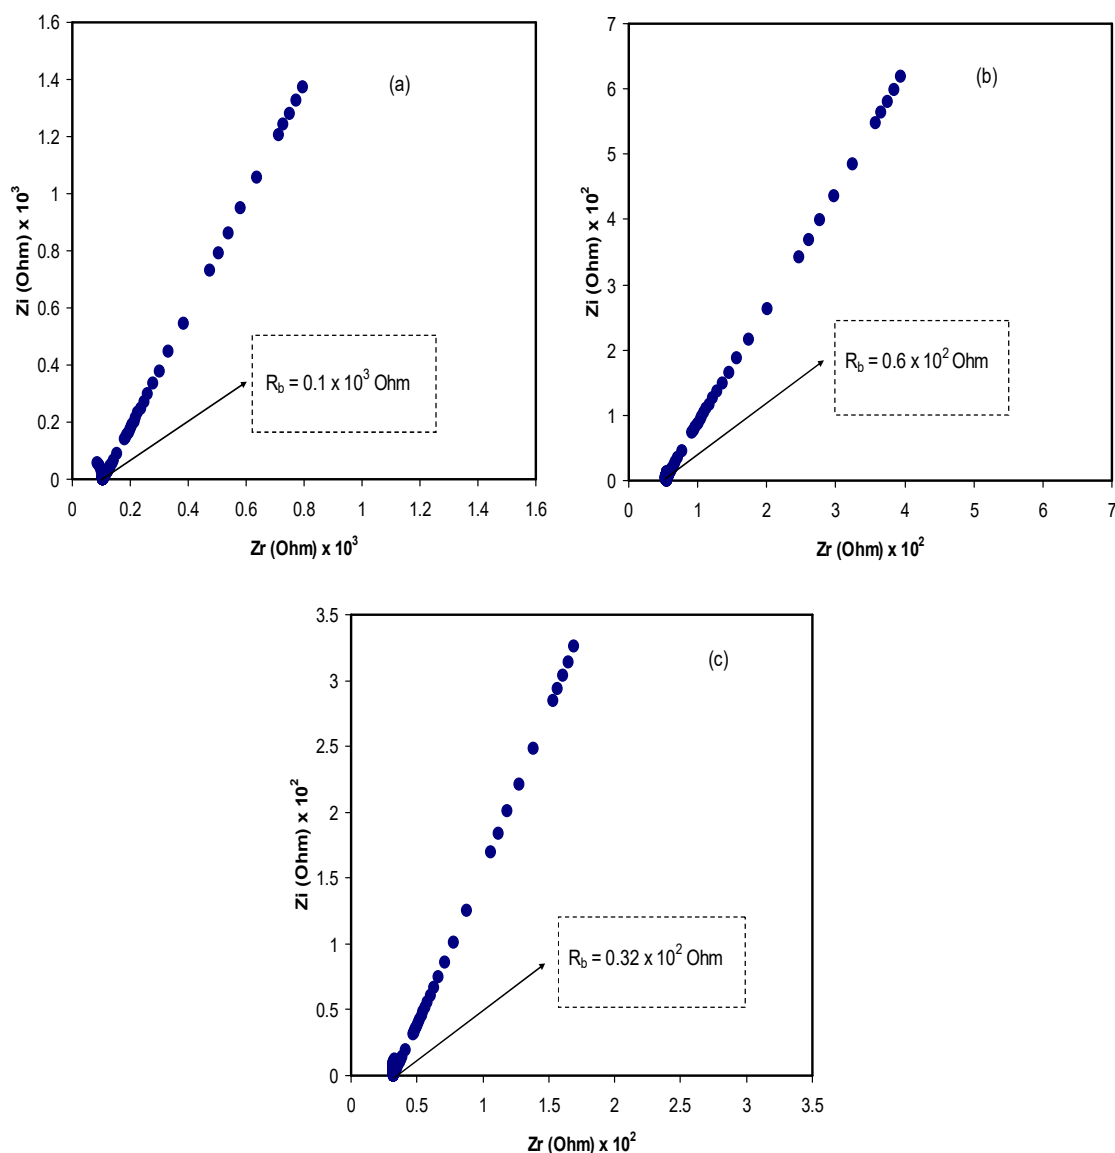 (a)
Zi (Ohm) x 10³
1.6
1.4
1.2
1
0.8
0.6
0.4
0.2
0
R_b = 0.1 x 10³ Ohm
0 0.2 0.4 0.6 0.8 1 1.2 1.4 1.6
Zr (Ohm) x 10³
(b)
Zi (Ohm) x 10²
7
6
5
4
3
2
1
0
R_b = 0.6 x 10² Ohm
0 1 2 3 4 5 6 7
Zr (Ohm) x 10²
(c)
Zi (Ohm) x 10²
3.5
3
2.5
2
1.5
1
0.5
0
R_b = 0.32 x 10² Ohm
0 0.5 1 1.5 2 2.5 3 3.5
Zr (Ohm) x 10²